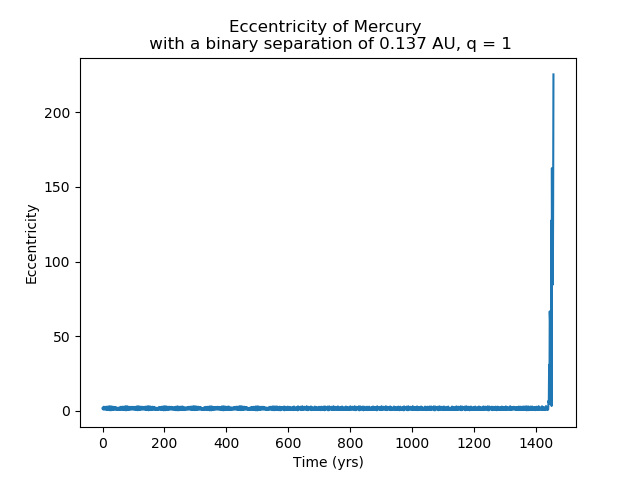 Eccentricity of Mercury
with a binary separation of 0.137 AU, q = 1
200
150
100
50
0
Eccentricity
0 200 400 600 800 1000 1200 1400
Time (yrs)